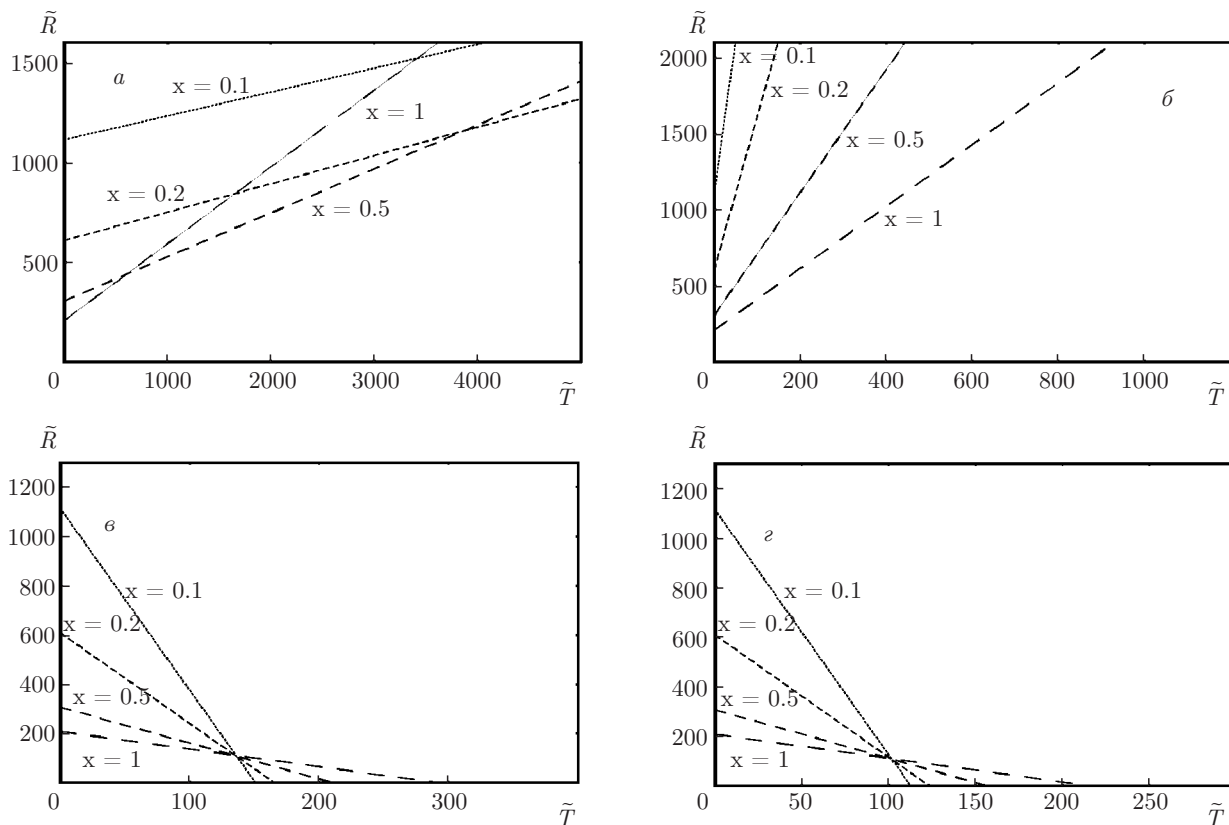 R̃
R̃
1500
1000
500
0
1000
2000
3000
4000
T̃
а
x = 0.1
x = 1
x = 0.2
x = 0.5
2000
1500
1000
500
0
200
400
600
800
1000
T̃
б
x = 0.1
x = 0.2
x = 0.5
x = 1
R̃
R̃
1200
1000
800
600
400
200
0
100
200
300
T̃
в
x = 0.1
x = 0.2
x = 0.5
x = 1
1200
1000
800
600
400
200
0
50
100
150
200
250
T̃
г
x = 0.1
x = 0.2
x = 0.5
x = 1